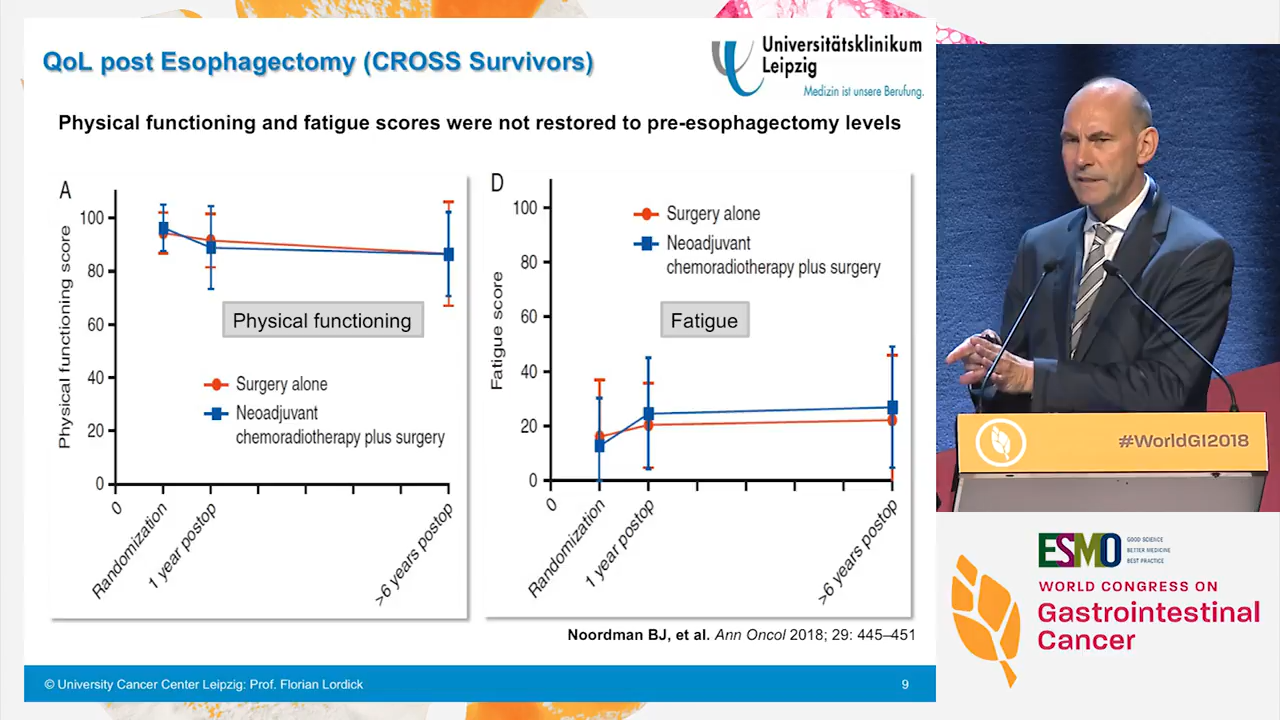 QoL post Esophagectomy (CROSS Survivors)
Universitätsklinikum
Leipzig
Medizin ist unsere Berufung.
Physical functioning and fatigue scores were not restored to pre-esophagectomy levels
A
Physical functioning score
100
80
60
40
20
0
Physical functioning
Surgery alone
Neoadjuvant
chemoradiotherapy plus surgery
0
Randomization
1 year postop
>6 years postop
D
Fatigue score
100
80
60
40
20
0
Surgery alone
Neoadjuvant
chemoradiotherapy plus surgery
Fatigue
0
Randomization
1 year postop
>6 years postop
Noordman BJ, et al. Ann Oncol 2018; 29: 445–451
© University Cancer Center Leipzig: Prof. Florian Lordick
9
#WorldGI2018
ESMO
GOOD SCIENCE
BETTER MEDICINE
BEST PRACTICE
WORLD CONGRESS ON
Gastrointestinal
Cancer